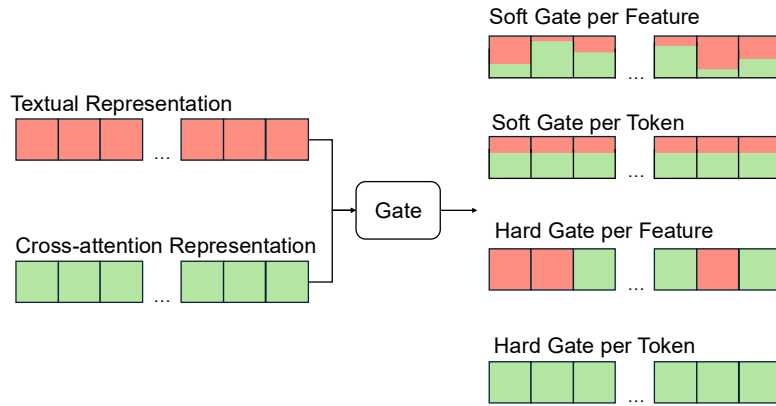 Soft Gate per Feature
...
Textual Representation
...
Soft Gate per Token
...
Gate
Cross-attention Representation
...
Hard Gate per Feature
...
Hard Gate per Token
...